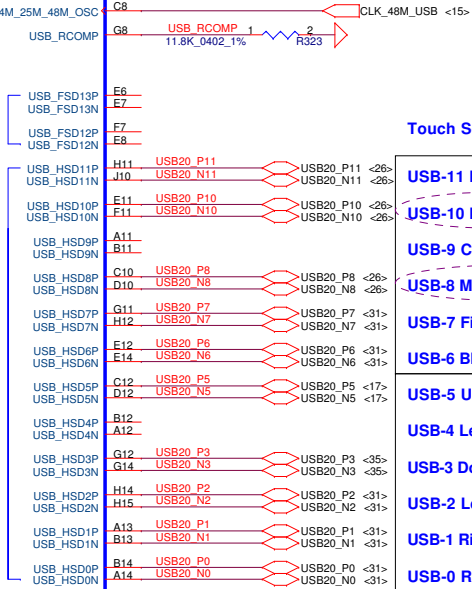 4M_25M_48M_OSC C8 CLK_48M_USB <15>
USB_RCOMP G8 USB_RCOMP 1 2
11.8K_0402_1% R323
USB_FSD13P E6
USB_FSD13N E7
USB_FSD12P F7
USB_FSD12N E8
Touch S
USB_HSD11P H11 USB20_P11 USB20_P11 <26>
USB_HSD11N J10 USB20_N11 USB20_N11 <26>
USB-11
USB_HSD10P E11 USB20_P10 USB20_P10 <26>
USB_HSD10N F11 USB20_N10 USB20_N10 <26>
USB-10
USB_HSD9P A11
USB_HSD9N B11
USB-9 C
USB_HSD8P C10 USB20_P8 USB20_P8 <26>
USB_HSD8N D10 USB20_N8 USB20_N8 <26>
USB-8 M
USB_HSD7P G11 USB20_P7 USB20_P7 <31>
USB_HSD7N H12 USB20_N7 USB20_N7 <31>
USB-7 Fi
USB_HSD6P E12 USB20_P6 USB20_P6 <31>
USB_HSD6N E14 USB20_N6 USB20_N6 <31>
USB-6 Bl
USB_HSD5P C12 USB20_P5 USB20_P5 <17>
USB_HSD5N D12 USB20_N5 USB20_N5 <17>
USB-5 U
USB_HSD4P B12
USB_HSD4N A12
USB-4 Le
USB_HSD3P G12 USB20_P3 USB20_P3 <35>
USB_HSD3N G14 USB20_N3 USB20_N3 <35>
USB-3 Do
USB_HSD2P H14 USB20_P2 USB20_P2 <31>
USB_HSD2N H15 USB20_N2 USB20_N2 <31>
USB-2 Le
USB_HSD1P A13 USB20_P1 USB20_P1 <31>
USB_HSD1N B13 USB20_N1 USB20_N1 <31>
USB-1 Ri
USB_HSD0P B14 USB20_P0 USB20_P0 <31>
USB_HSD0N A14 USB20_N0 USB20_N0 <31>
USB-0 R